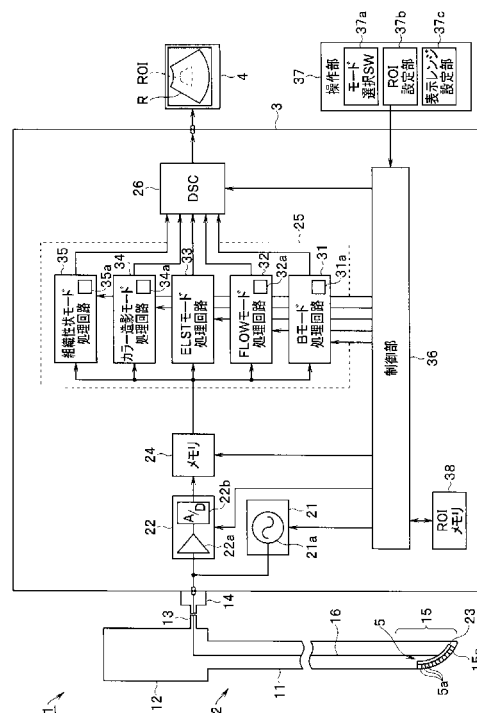 1
2
12
13
14
11
16
5
5a
15
15a
23
22
22a
A/D
22b
21
21a
24
メモリ
35
組織性状モード
処理回路
35a
34
カラー造影モード
処理回路
34a
33
ELSTモード
処理回路
32
FLOWモード
処理回路
32a
31
Bモード
処理回路
31a
25
26
DSC
3
R ROI
4
36
制御部
38
ROI
メモリ
37
操作部
37a
モード
選択SW
37b
ROI
設定部
37c
表示レンジ
設定部